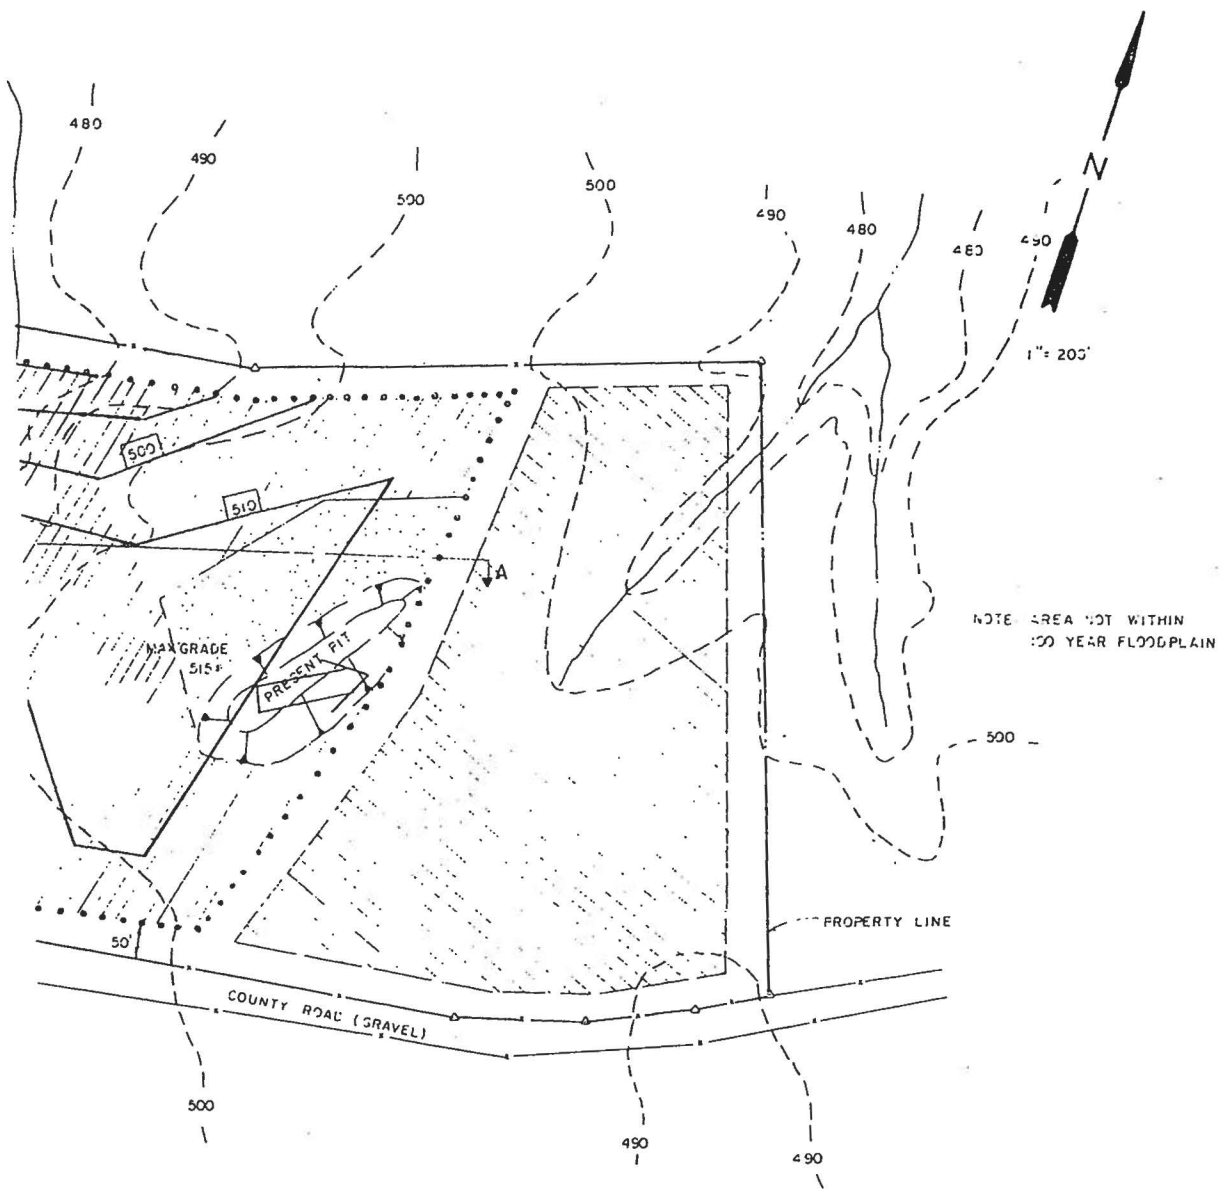 480
490
500
500
490
480
480
490
N
1"= 200'
500
510
A
MAX GRADE
515±
PRESENT PIT
NOTE: AREA NOT WITHIN
100 YEAR FLOODPLAIN
500
PROPERTY LINE
50'
COUNTY ROAD (GRAVEL)
500
490
490